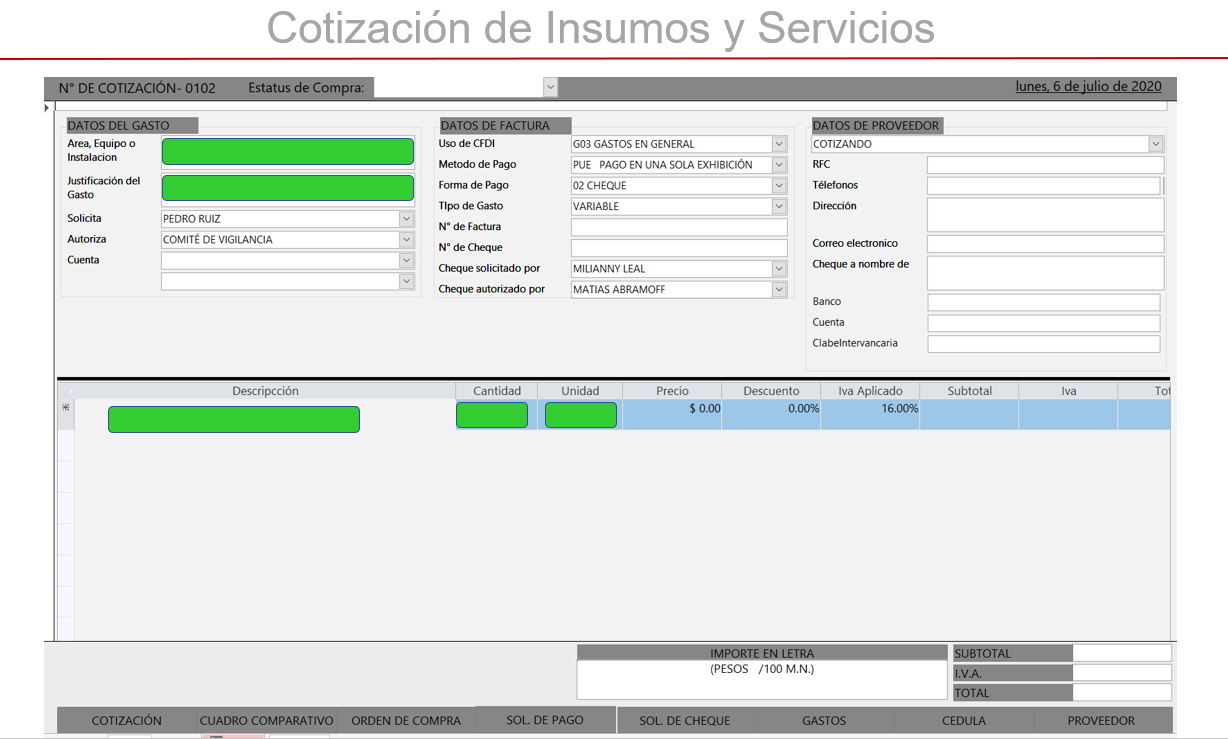 Cotización de Insumos y Servicios
N° DE COTIZACIÓN- 0102 Estatus de Compra: lunes, 6 de julio de 2020
DATOS DEL GASTO
Area, Equipo o
Instalacion
Justificación del
Gasto
Solicita PEDRO RUIZ
Autoriza COMITÉ DE VIGILANCIA
Cuenta
DATOS DE FACTURA
Uso de CFDI G03 GASTOS EN GENERAL
Metodo de Pago PUE PAGO EN UNA SOLA EXHIBICIÓN
Forma de Pago 02 CHEQUE
TIpo de Gasto VARIABLE
N° de Factura
N° de Cheque
Cheque solicitado por MILIANNY LEAL
Cheque autorizado por MATIAS ABRAMOFF
DATOS DE PROVEEDOR
COTIZANDO
RFC
Télefonos
Dirección
Correo electronico
Cheque a nombre de
Banco
Cuenta
ClabeIntervancaria
Descripcción Cantidad Unidad Precio Descuento Iva Aplicado Subtotal Iva Tot
$ 0.00 0.00% 16.00%
IMPORTE EN LETRA
(PESOS /100 M.N.)
SUBTOTAL
I.V.A.
TOTAL
COTIZACIÓN CUADRO COMPARATIVO ORDEN DE COMPRA SOL. DE PAGO SOL. DE CHEQUE GASTOS CEDULA PROVEEDOR